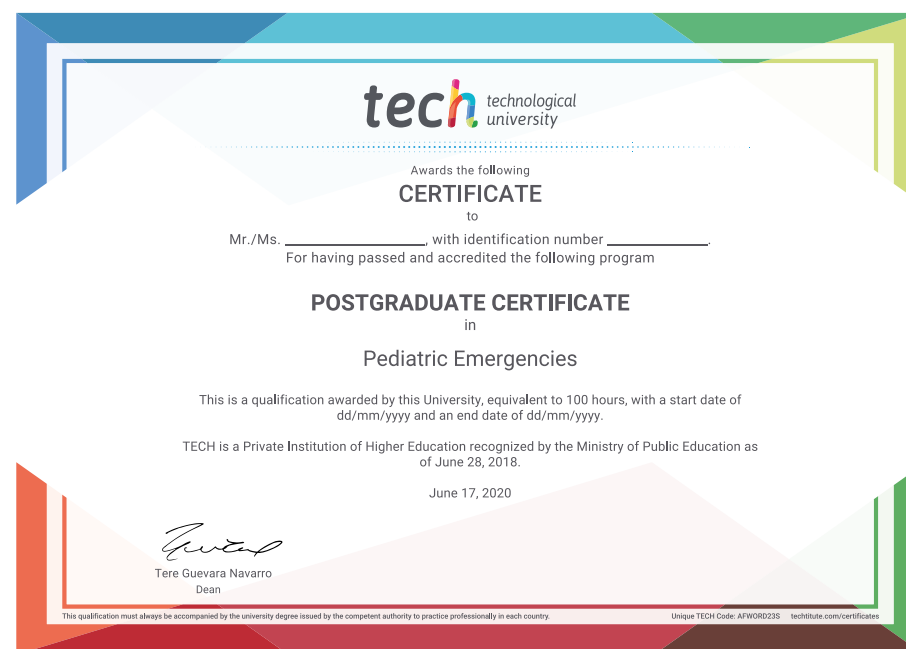 tech technological
university
Awards the following
CERTIFICATE
to
Mr./Ms. ____________________, with identification number ______________.
For having passed and accredited the following program
POSTGRADUATE CERTIFICATE
in
Pediatric Emergencies
This is a qualification awarded by this University, equivalent to 100 hours, with a start date of
dd/mm/yyyy and an end date of dd/mm/yyyy.
TECH is a Private Institution of Higher Education recognized by the Ministry of Public Education as
of June 28, 2018.
June 17, 2020
Tere Guevara Navarro
Dean
This qualification must always be accompanied by the university degree issued by the competent authority to practice professionally in each country. Unique TECH Code: AFWORD23S techtitute.com/certificates